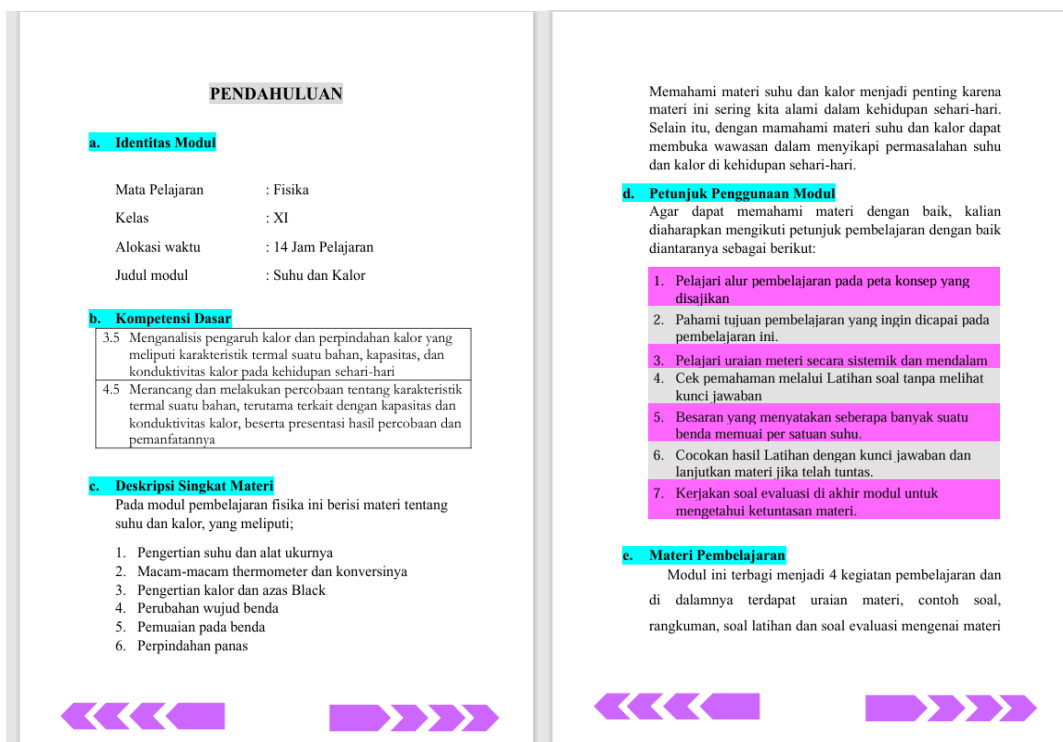 PENDAHULUAN
a. Identitas Modul
Mata Pelajaran : Fisika
Kelas : XI
Alokasi waktu : 14 Jam Pelajaran
Judul modul : Suhu dan Kalor
b. Kompetensi Dasar
3.5 Menganalisis pengaruh kalor dan perpindahan kalor yang
meliputi karakteristik termal suatu bahan, kapasitas, dan
konduktivitas kalor pada kehidupan sehari-hari
4.5 Merancang dan melakukan percobaan tentang karakteristik
termal suatu bahan, terutama terkait dengan kapasitas dan
konduktivitas kalor, beserta presentasi hasil percobaan dan
pemanfatannya
c. Deskripsi Singkat Materi
Pada modul pembelajaran fisika ini berisi materi tentang
suhu dan kalor, yang meliputi;
1. Pengertian suhu dan alat ukurnya
2. Macam-macam thermometer dan konversinya
3. Pengertian kalor dan azas Black
4. Perubahan wujud benda
5. Pemuaian pada benda
6. Perpindahan panas
Memahami materi suhu dan kalor menjadi penting karena
materi ini sering kita alami dalam kehidupan sehari-hari.
Selain itu, dengan mamahami materi suhu dan kalor dapat
membuka wawasan dalam menyikapi permasalahan suhu
dan kalor di kehidupan sehari-hari.
d. Petunjuk Penggunaan Modul
Agar dapat memahami materi dengan baik, kalian
diaharapkan mengikuti petunjuk pembelajaran dengan baik
diantaranya sebagai berikut:
1. Pelajari alur pembelajaran pada peta konsep yang
disajikan
2. Pahami tujuan pembelajaran yang ingin dicapai pada
pembelajaran ini.
3. Pelajari uraian meteri secara sistemik dan mendalam
4. Cek pemahaman melalui Latihan soal tanpa melihat
kunci jawaban
5. Besaran yang menyatakan seberapa banyak suatu
benda memuai per satuan suhu.
6. Cocokan hasil Latihan dengan kunci jawaban dan
lanjutkan materi jika telah tuntas.
7. Kerjakan soal evaluasi di akhir modul untuk
mengetahui ketuntasan materi.
e. Materi Pembelajaran
Modul ini terbagi menjadi 4 kegiatan pembelajaran dan
di dalamnya terdapat uraian materi, contoh soal,
rangkuman, soal latihan dan soal evaluasi mengenai materi